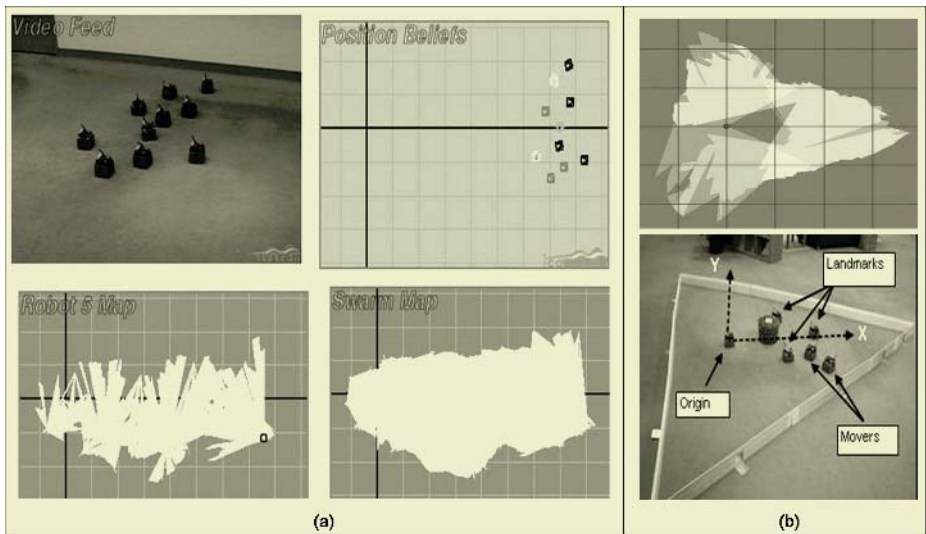 Video Feed
Position Beliefs
Robot 5 Map
Swarm Map
(a)
Y
Landmarks
X
Origin
Movers
(b)